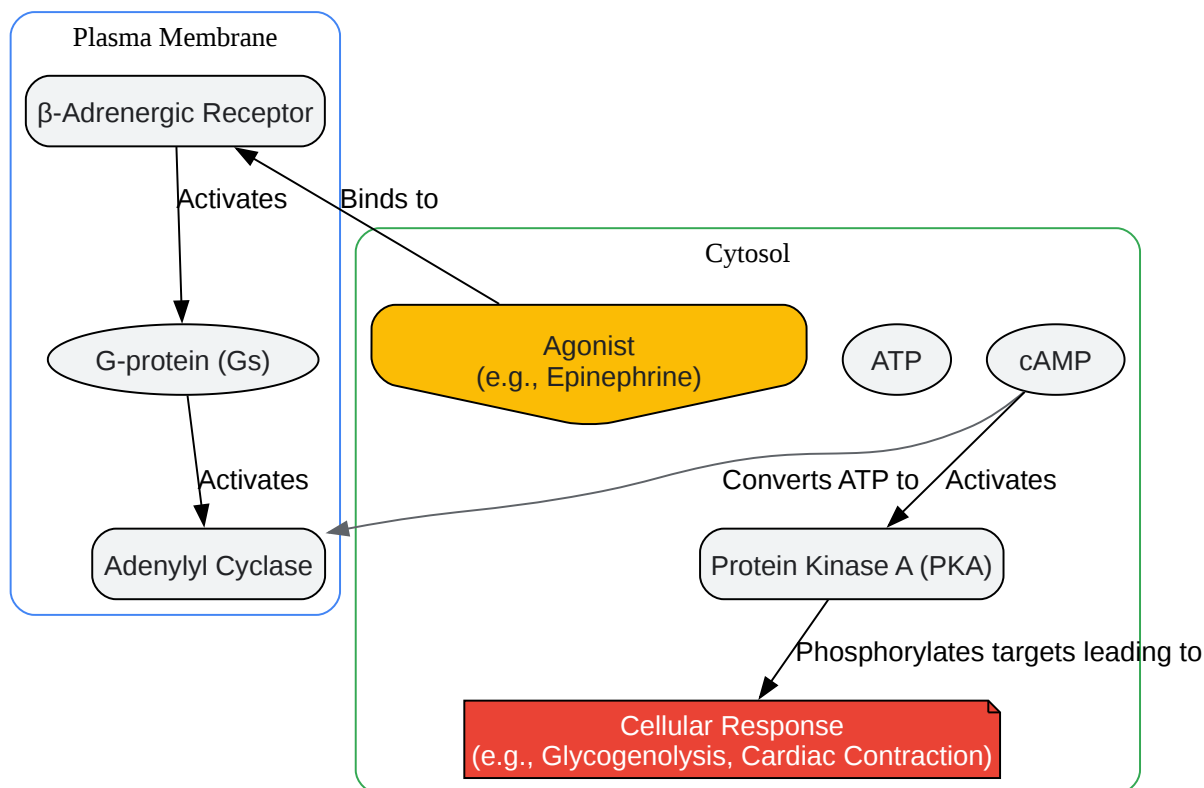 Plasma Membrane
β-Adrenergic Receptor
Activates
Binds to
Cytosol
G-protein (Gs)
Agonist
(e.g., Epinephrine)
ATP
cAMP
Activates
Converts ATP to
Activates
Adenylyl Cyclase
Protein Kinase A (PKA)
Phosphorylates targets leading to
Cellular Response
(e.g., Glycogenolysis, Cardiac Contraction)